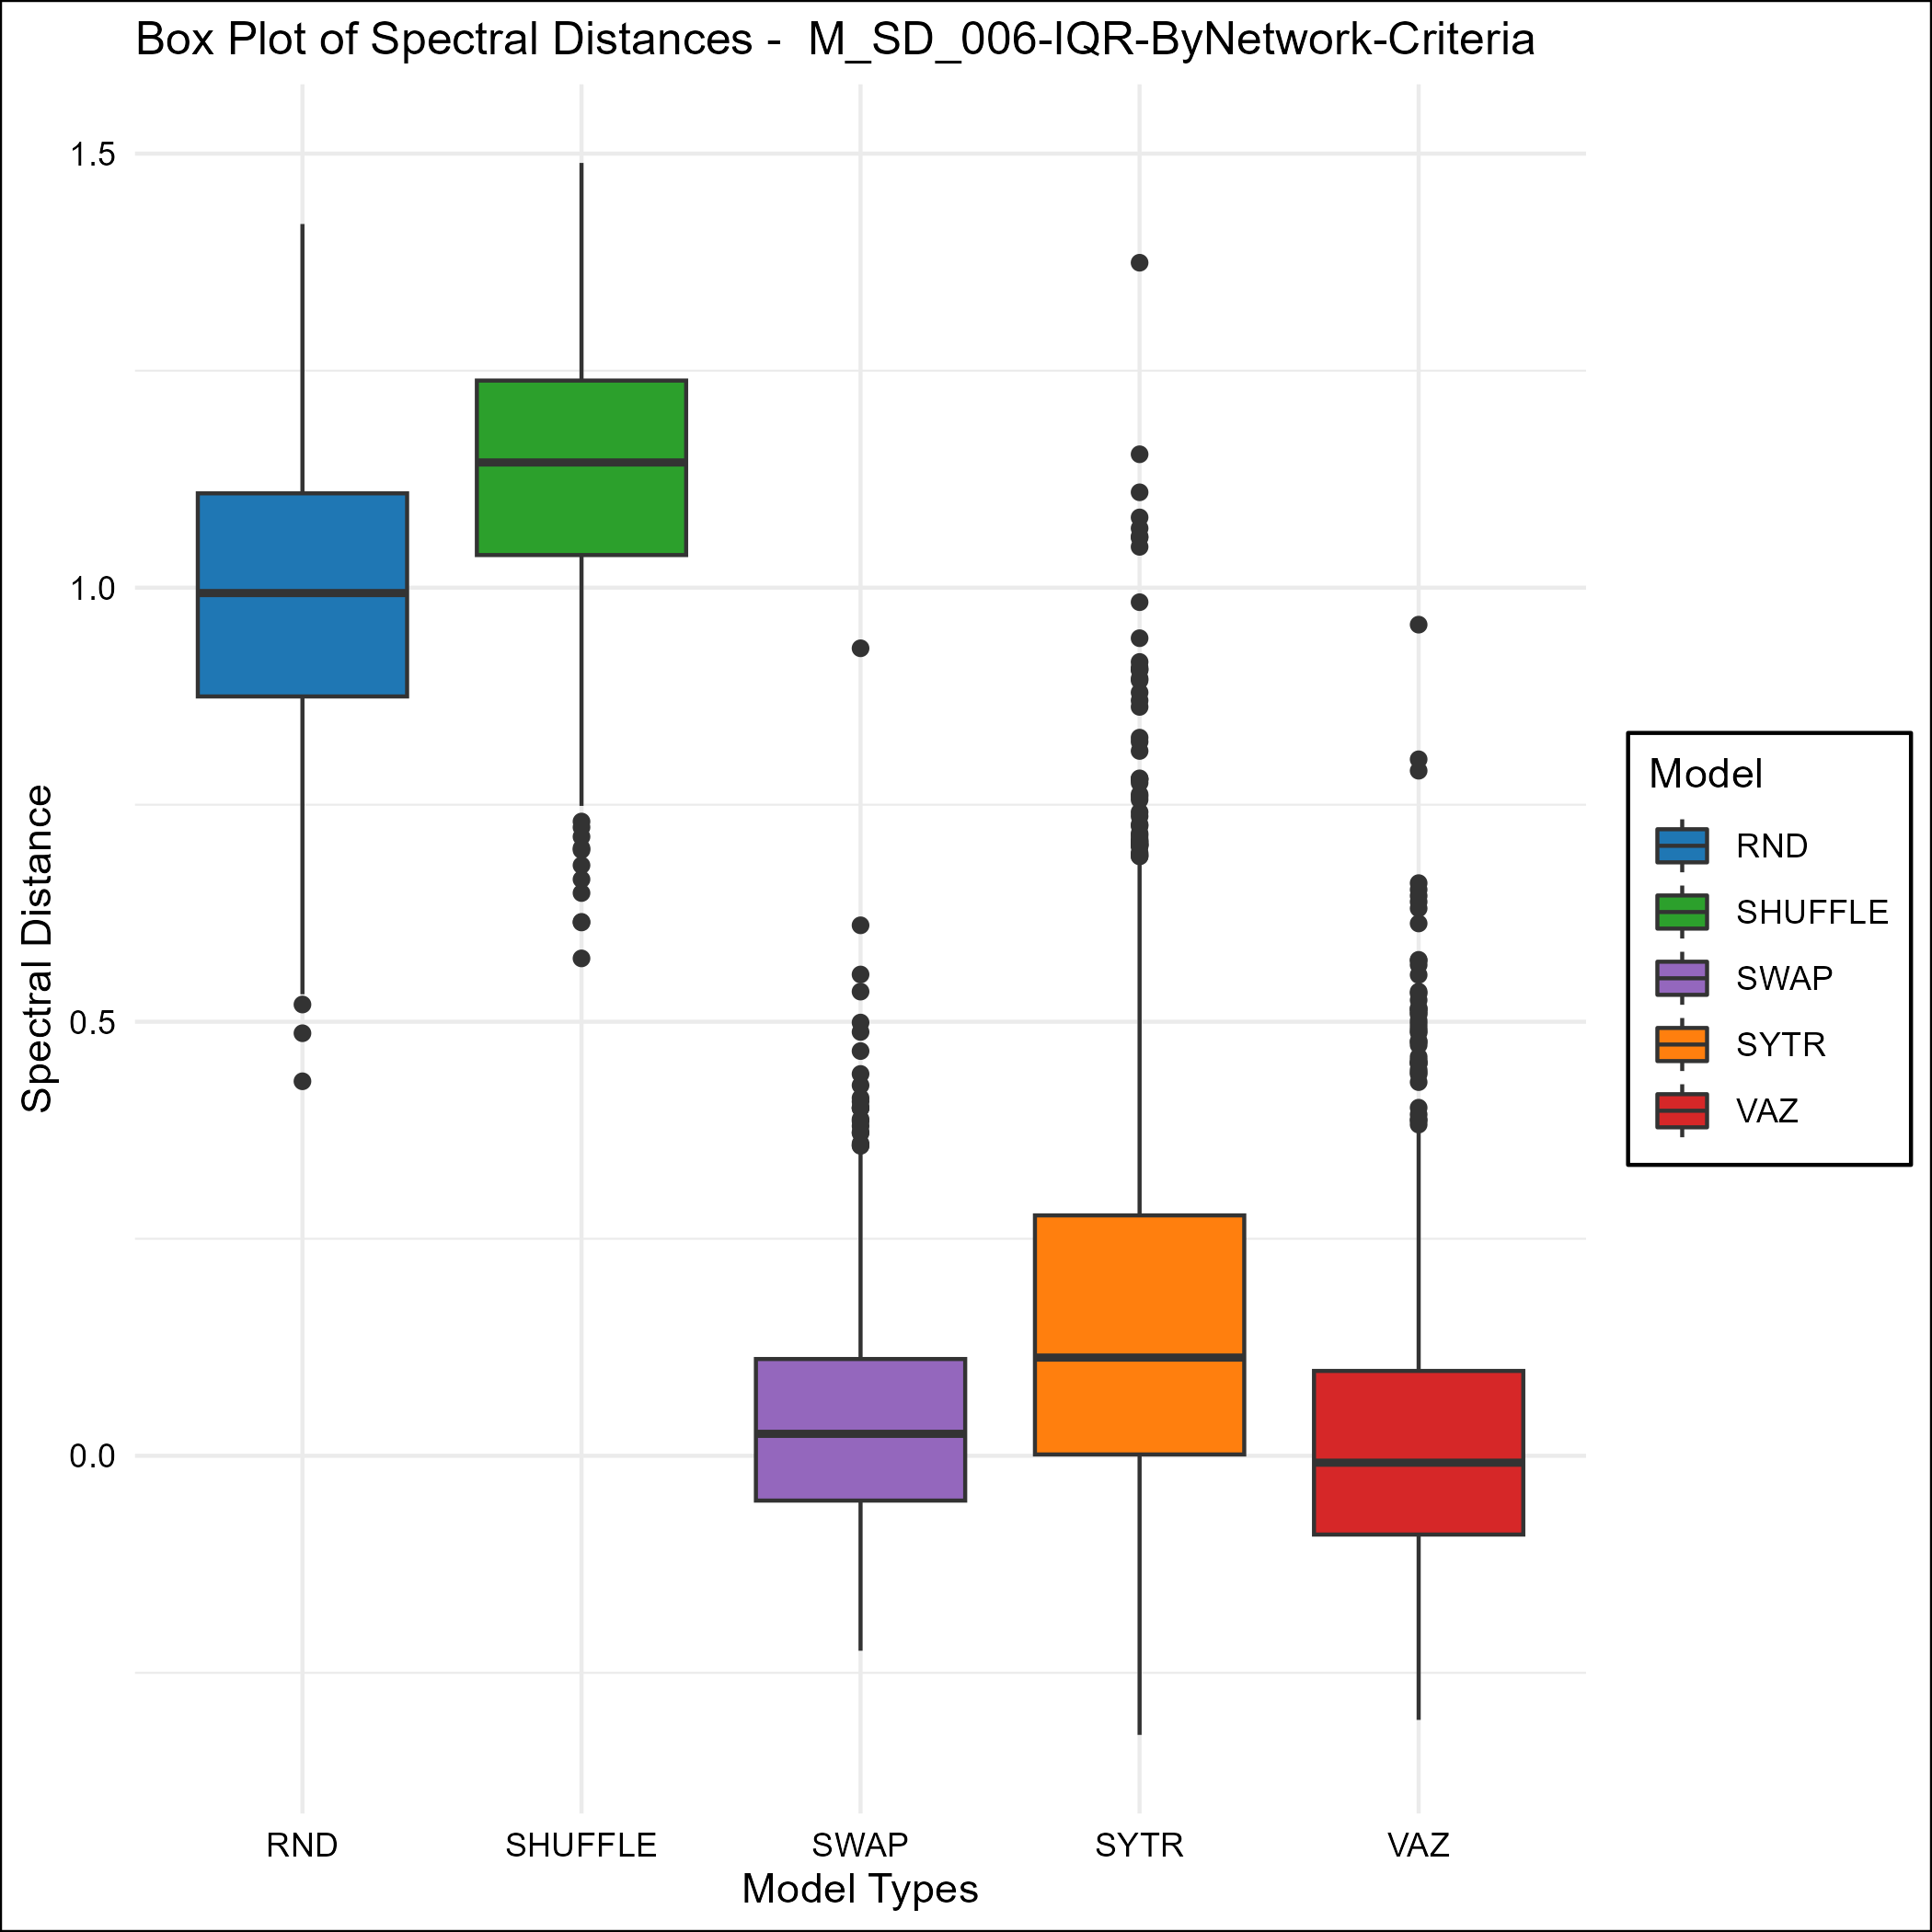 Box Plot of Spectral Distances -  M_SD_006-IQR-ByNetwork-Criteria
1.5
1.0
0.5
0.0
Spectral Distance
RND
SHUFFLE
SWAP
SYTR
VAZ
Model Types
Model
RND
SHUFFLE
SWAP
SYTR
VAZ